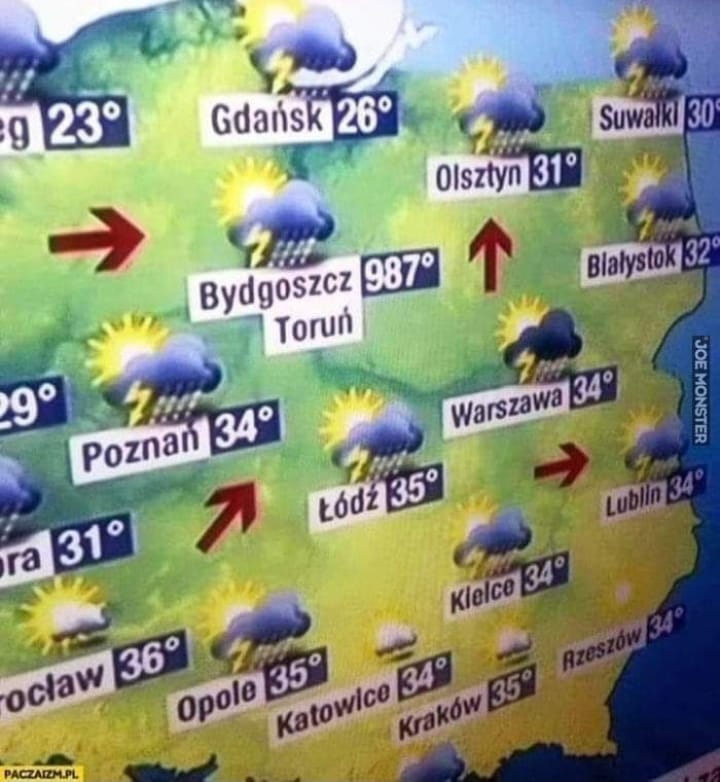 eg 23°
Gdańsk 26°
Suwałki 30°
Olsztyn 31°
Białystok 32°
Bydgoszcz 987°
Toruń
JOE MONSTER
29°
Poznań 34°
Warszawa 34°
Łódź 35°
Lublin 34°
ra 31°
Kielce 34°
rocław 36°
Opole 35°
Katowice 34°
Kraków 35°
Rzeszów 34°
PACZAIZM.PL